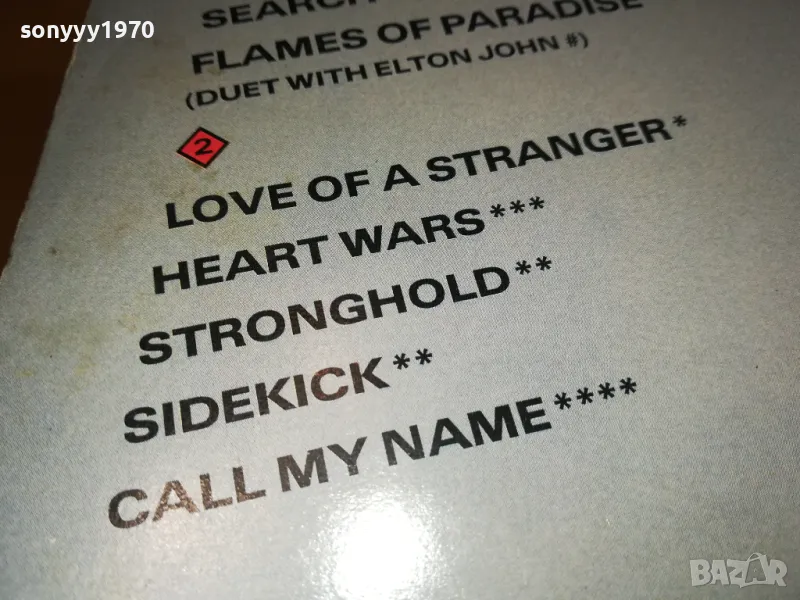 sonyyy1970
SEARCH
FLAMES OF PARADISE
(DUET WITH ELTON JOHN #)
2
LOVE OF A STRANGER*
HEART WARS***
STRONGHOLD**
SIDEKICK**
CALL MY NAME****
BAZAR